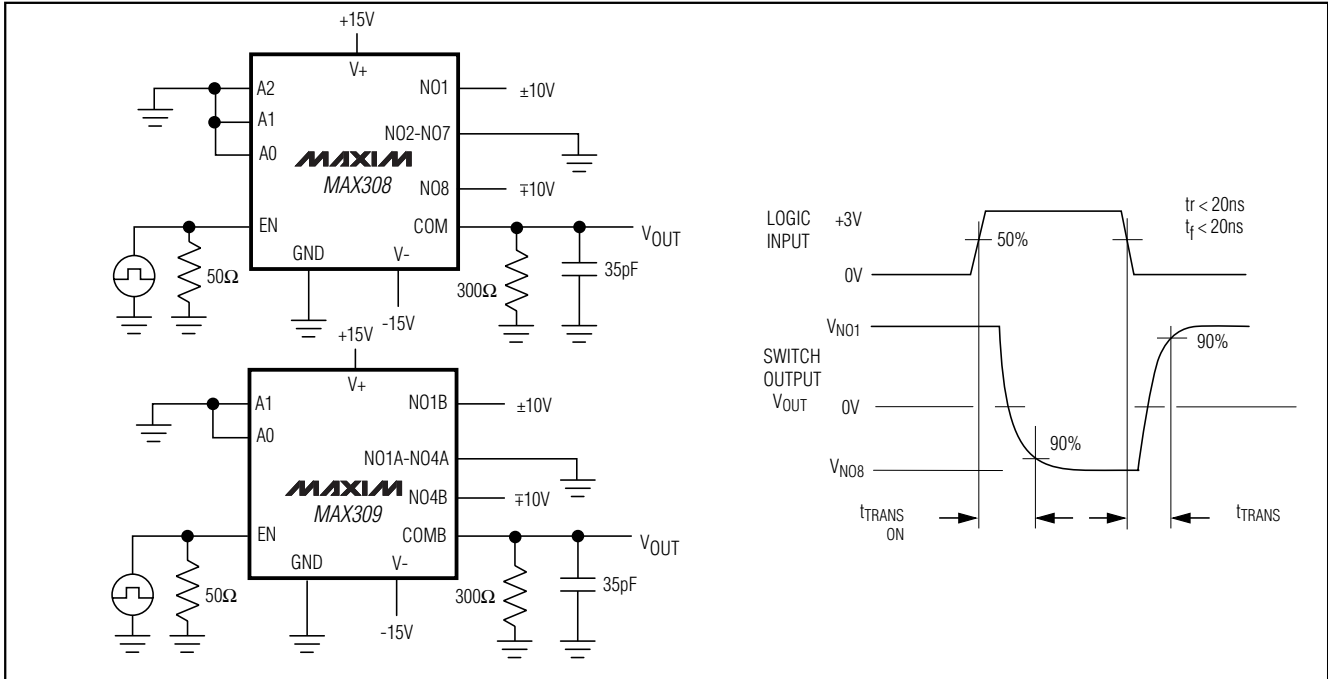 +15V
V+
A2
A1
A0
NO1
±10V
NO2-NO7
MAXIM
MAX308
NO8
∓10V
EN
COM
VOUT
GND
V-
50Ω
300Ω
35pF
-15V
+15V
V+
A1
A0
NO1B
±10V
NO1A-NO4A
MAXIM
MAX309
NO4B
∓10V
EN
COMB
VOUT
GND
V-
50Ω
300Ω
35pF
-15V
LOGIC
INPUT
+3V
50%
0V
tr < 20ns
tf < 20ns
VNO1
90%
SWITCH
OUTPUT
VOUT
0V
90%
VNO8
tTRANS
ON
tTRANS